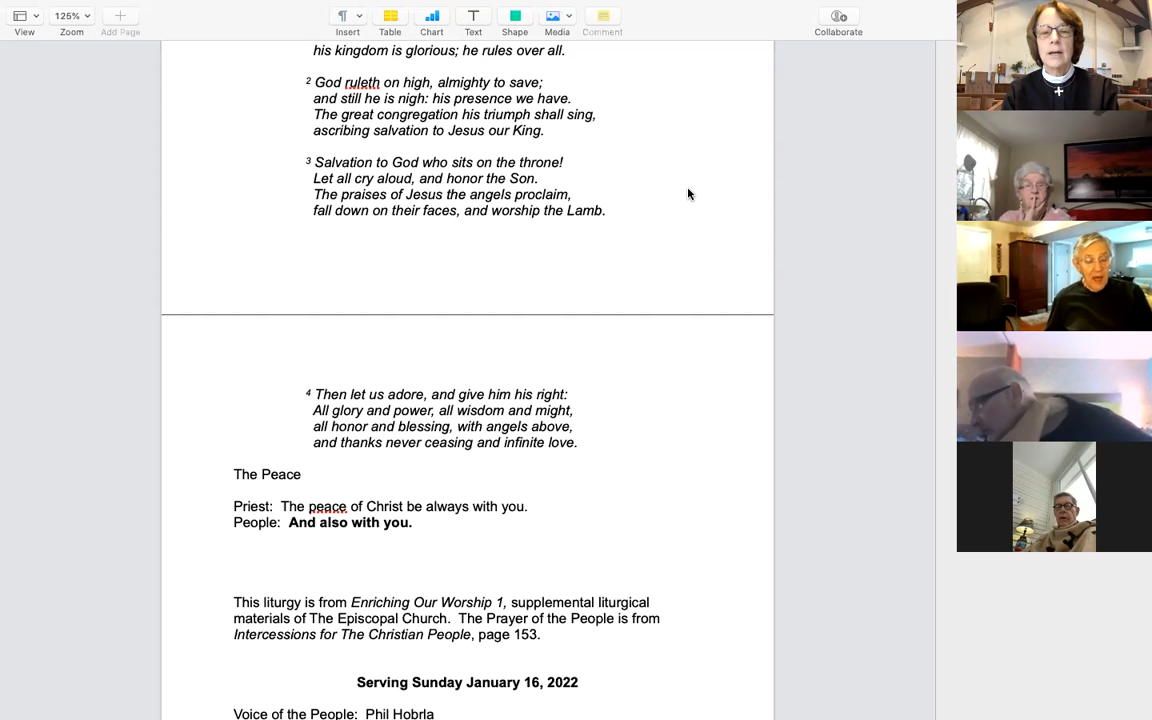 View
125%
Zoom
Add Page
Insert
Table
Chart
Text
Shape
Media
Comment
Collaborate
his kingdom is glorious; he rules over all.
2 God ruleth on high, almighty to save;
and still he is nigh: his presence we have.
The great congregation his triumph shall sing,
ascribing salvation to Jesus our King.
3 Salvation to God who sits on the throne!
Let all cry aloud, and honor the Son.
The praises of Jesus the angels proclaim,
fall down on their faces, and worship the Lamb.
4 Then let us adore, and give him his right:
All glory and power, all wisdom and might,
all honor and blessing, with angels above,
and thanks never ceasing and infinite love.
The Peace
Priest:  The peace of Christ be always with you.
People:  And also with you.
This liturgy is from Enriching Our Worship 1, supplemental liturgical
materials of The Episcopal Church.  The Prayer of the People is from
Intercessions for The Christian People, page 153.
Serving Sunday January 16, 2022
Voice of the People:  Phil Hobrla